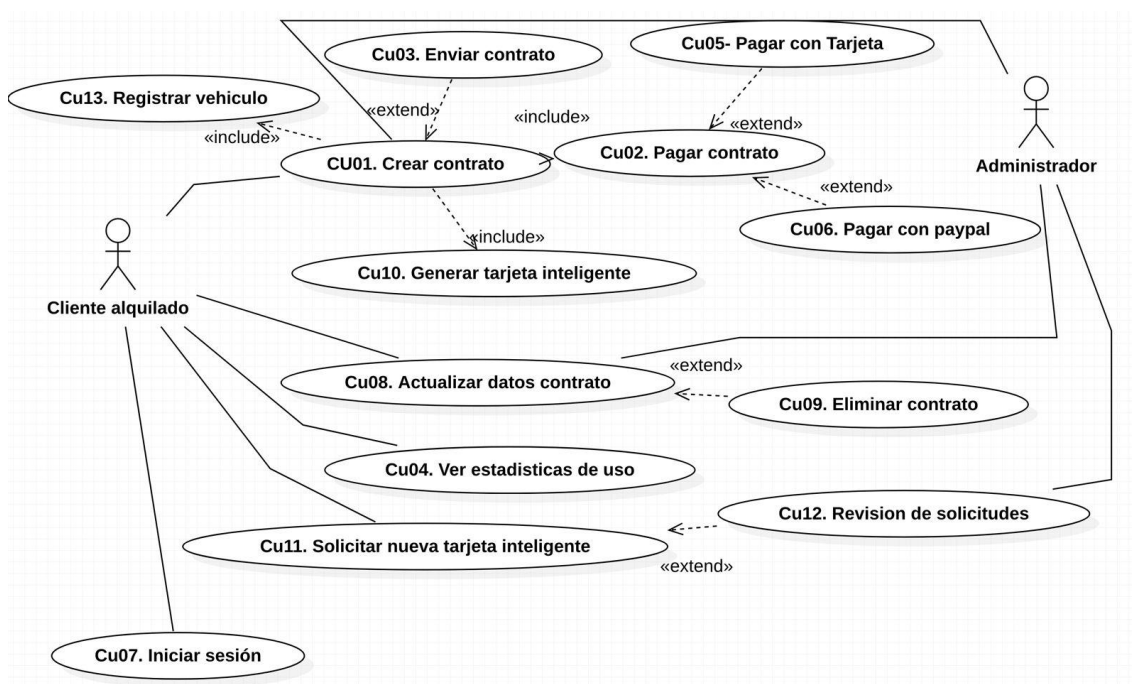 Cu03. Enviar contrato
Cu05- Pagar con Tarjeta
Cu13. Registrar vehiculo
«extend»
«include»
«extend»
«include»
CU01. Crear contrato
Cu02. Pagar contrato
Administrador
«extend»
Cu06. Pagar con paypal
«include»
Cu10. Generar tarjeta inteligente
Cliente alquilado
«extend»
Cu08. Actualizar datos contrato
Cu09. Eliminar contrato
Cu04. Ver estadisticas de uso
Cu12. Revision de solicitudes
Cu11. Solicitar nueva tarjeta inteligente
«extend»
Cu07. Iniciar sesión